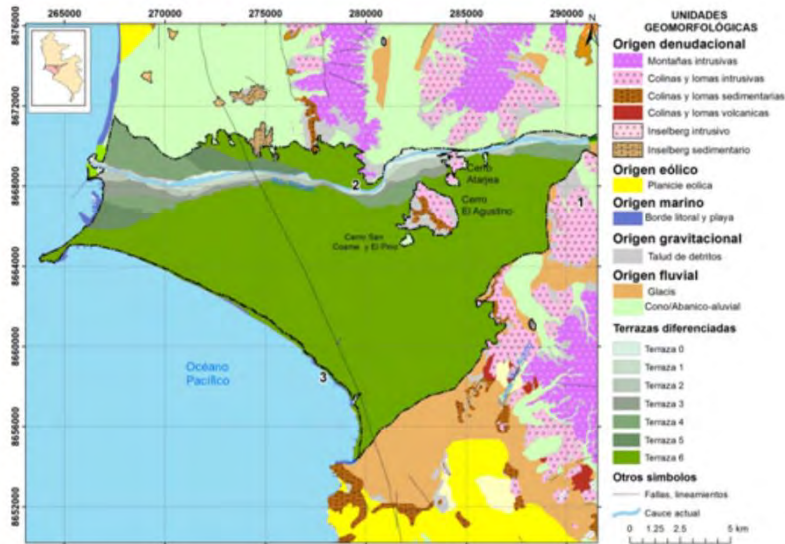 265000 270000 275000 280000 285000 290000
N
8676000
8672000
8668000
8664000
8660000
8656000
8652000
0
2
1
Cerro
Atarjea
Cerro
El Agustino
Cerro San
Cosme y El Pino
1
0
Océano
Pacífico
3
UNIDADES
GEOMORFOLÓGICAS
Origen denudacional
Montañas intrusivas
Colinas y lomas intrusivas
Colinas y lomas sedimentarias
Colinas y lomas volcanicas
Inselberg intrusivo
Inselberg sedimentario
Origen eólico
Planicie eolica
Origen marino
Borde litoral y playa
Origen gravitacional
Talud de detritos
Origen fluvial
Glacis
Cono/Abanico-aluvial
Terrazas diferenciadas
Terraza 0
Terraza 1
Terraza 2
Terraza 3
Terraza 4
Terraza 5
Terraza 6
Otros simbolos
Fallas, lineamientos
Cauce actual
0 1.25 2.5 5 km